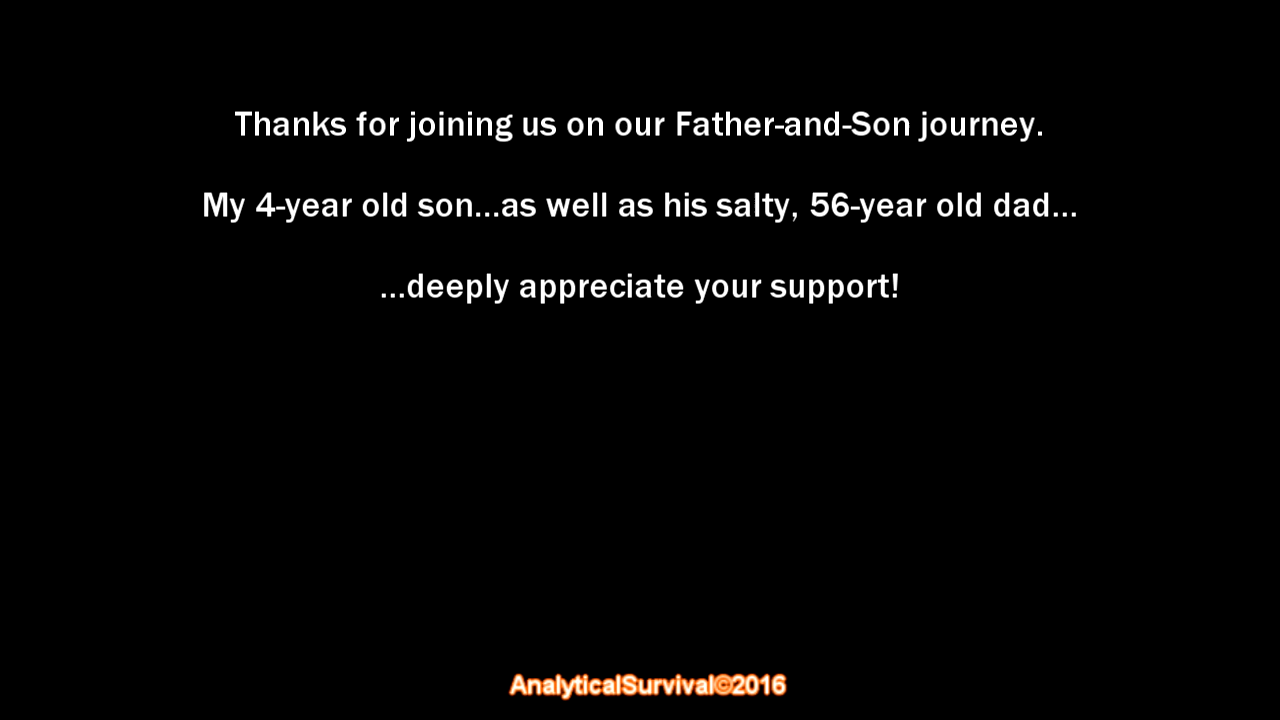 Thanks for joining us on our Father-and-Son journey.
My 4-year old son...as well as his salty, 56-year old dad...
...deeply appreciate your support!
AnalyticalSurvival©2016